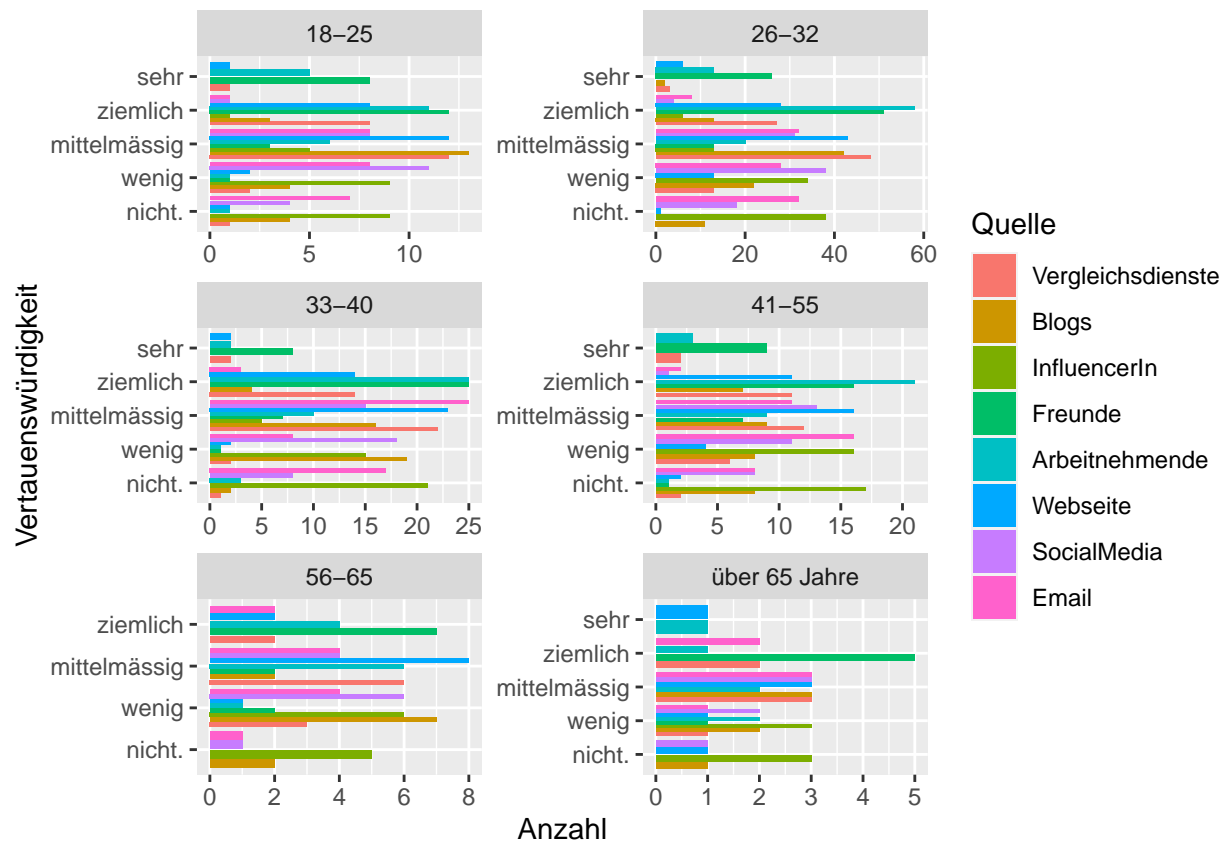 18−25
26−32
sehr
ziemlich
mittelmässig
wenig
nicht.
0 5 10
sehr
ziemlich
mittelmässig
wenig
nicht.
0 20 40 60
33−40
41−55
sehr
ziemlich
mittelmässig
wenig
nicht.
0 5 10 15 20 25
sehr
ziemlich
mittelmässig
wenig
nicht.
0 5 10 15 20
56−65
über 65 Jahre
ziemlich
mittelmässig
wenig
nicht.
0 2 4 6 8
sehr
ziemlich
mittelmässig
wenig
nicht.
0 1 2 3 4 5
Anzahl
Vertauenswürdigkeit
Quelle
Vergleichsdienste
Blogs
InfluencerIn
Freunde
Arbeitnehmende
Webseite
SocialMedia
Email